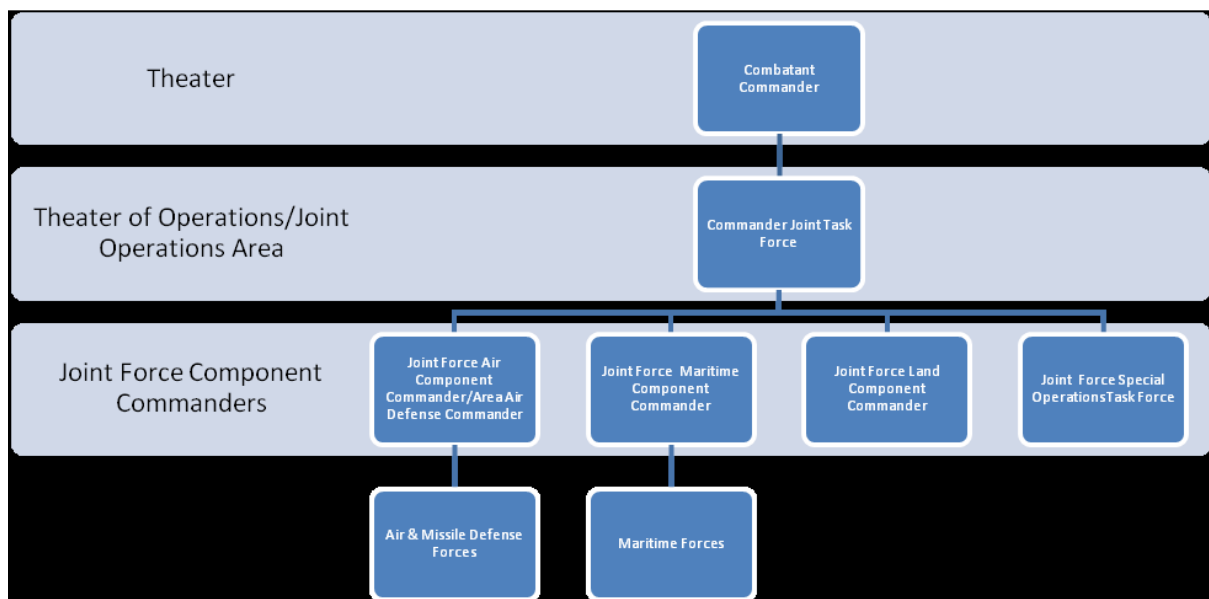 Theater
Combatant
Commander
Theater of Operations/Joint
Operations Area
Commander Joint Task
Force
Joint Force Component
Commanders
Joint Force Air
Component
Commander/Area Air
Defense Commander
Joint Force Maritime
Component
Commander
Joint Force Land
Component
Commander
Joint Force Special
OperationsTask Force
Air & Missile Defense
Forces
Maritime Forces